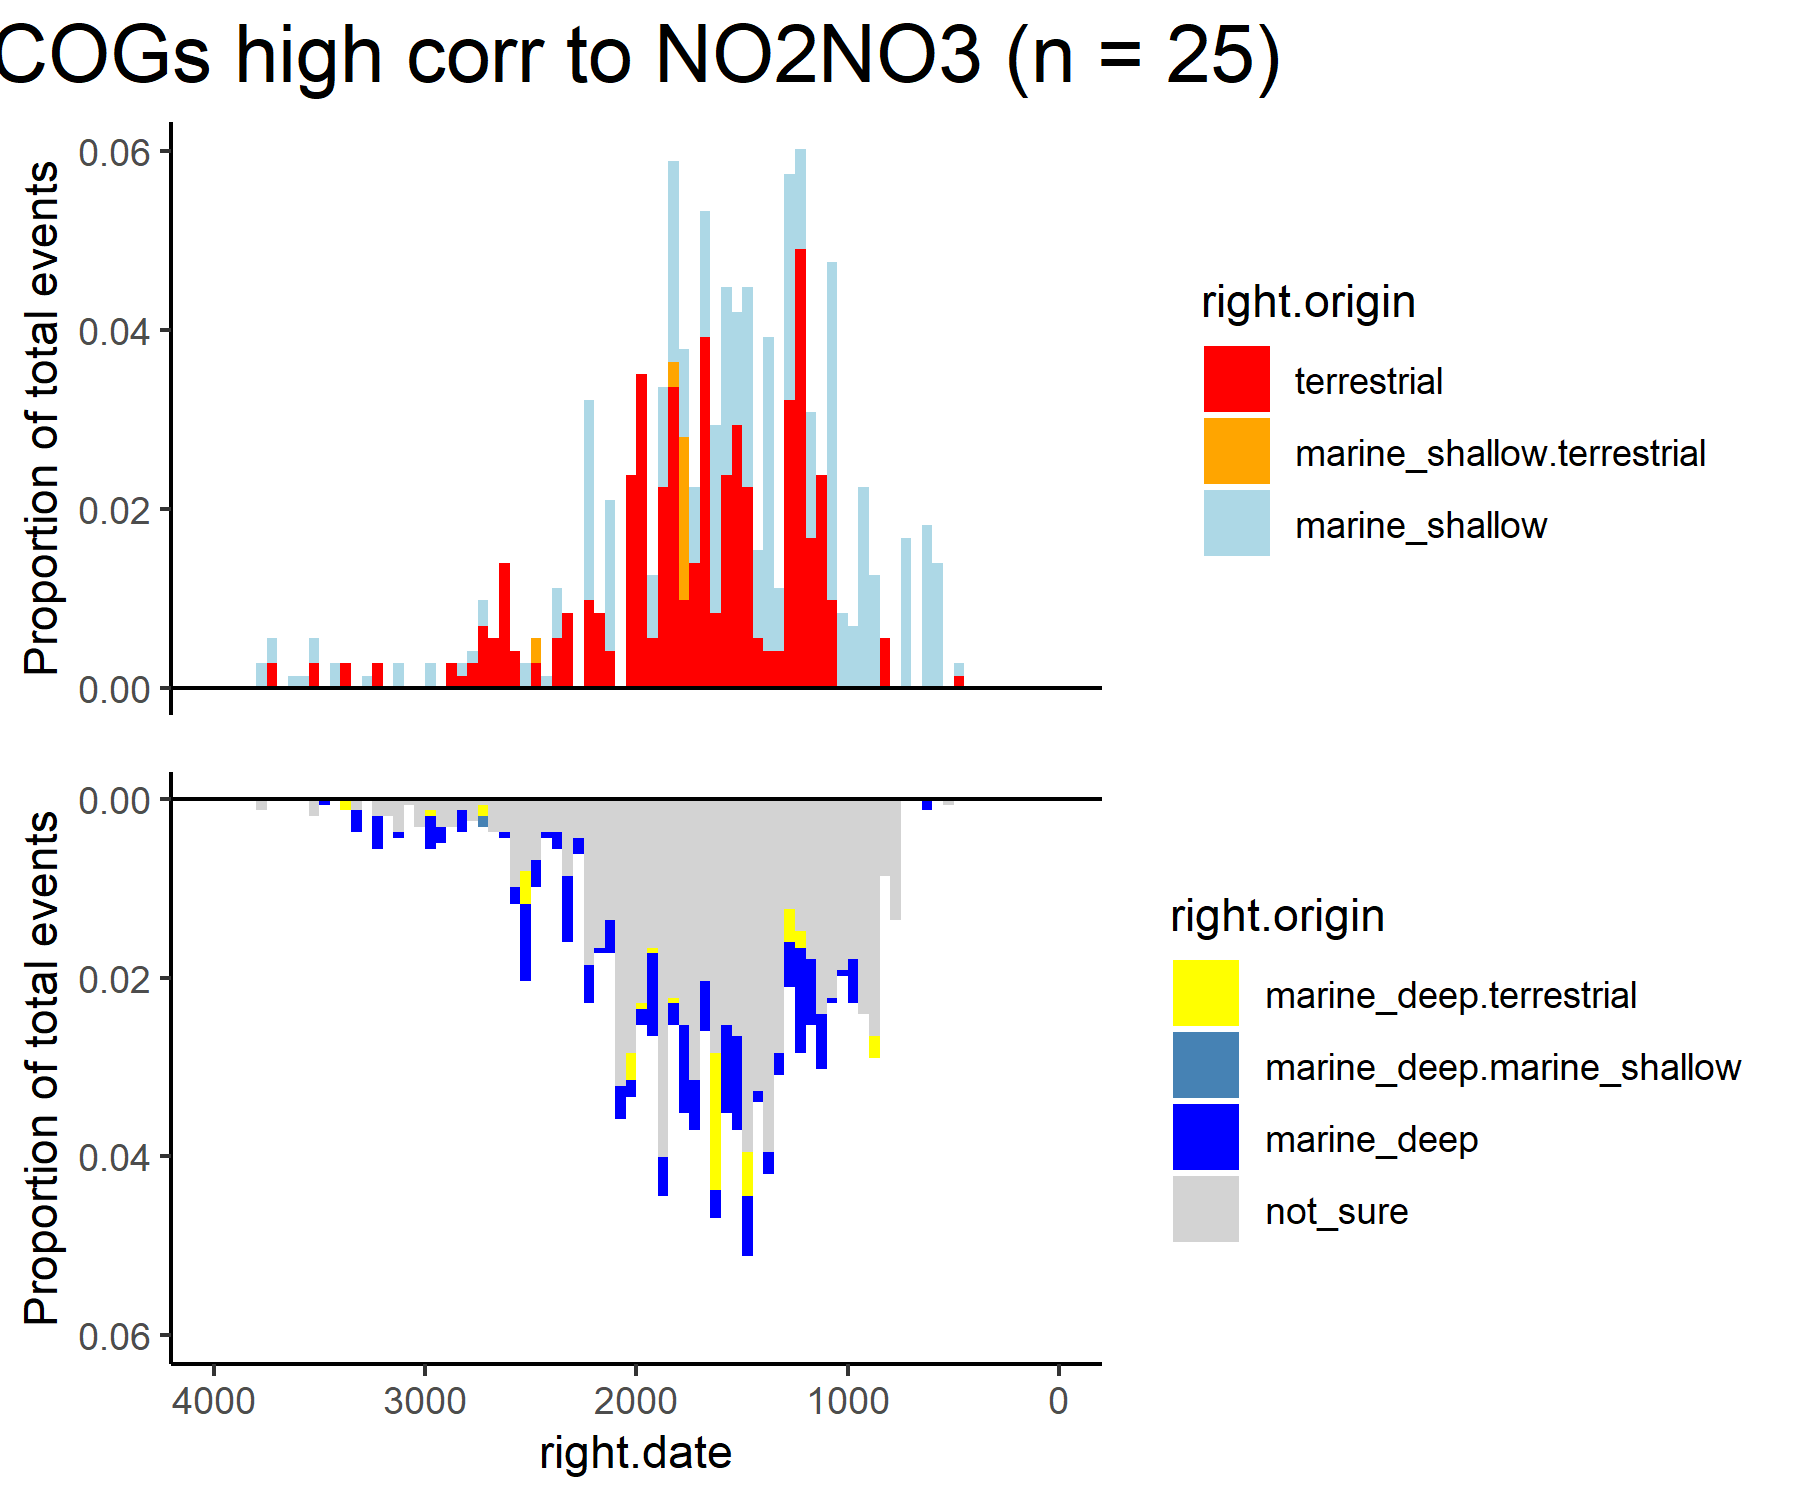 COGs high corr to NO2NO3 (n = 25)
Proportion of total events
0.06
0.04
0.02
0.00
right.origin
terrestrial
marine_shallow.terrestrial
marine_shallow
Proportion of total events
0.00
0.02
0.04
0.06
4000 3000 2000 1000 0
right.date
right.origin
marine_deep.terrestrial
marine_deep.marine_shallow
marine_deep
not_sure